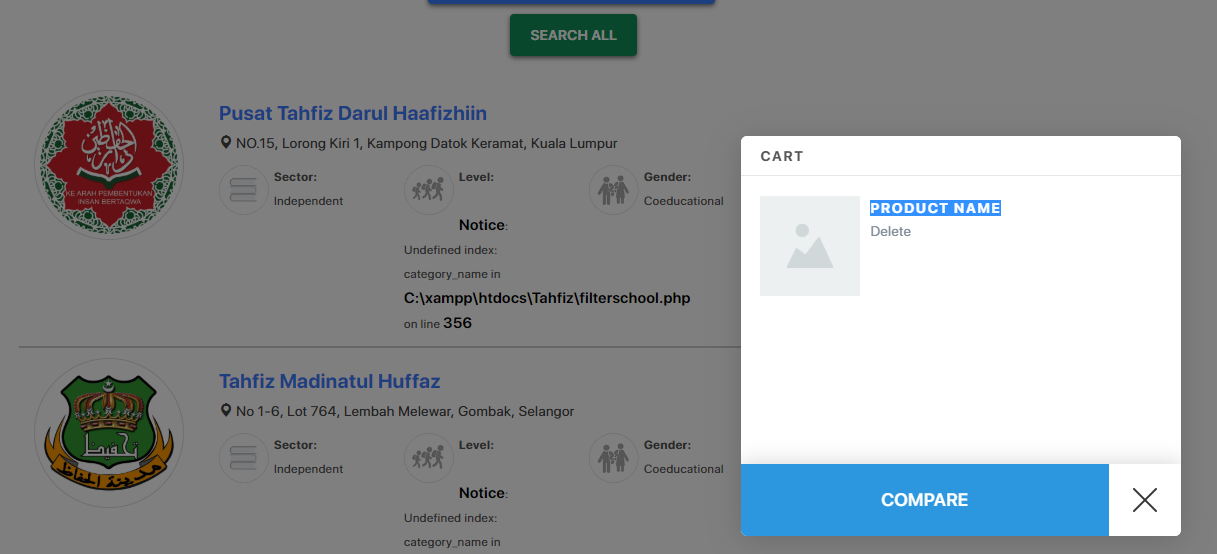 SEARCH ALL
Pusat Tahfiz Darul Haafizhiin
NO.15, Lorong Kiri 1, Kampong Datok Keramat, Kuala Lumpur
Sector:
Independent
Level:
Notice:
Undefined index:
category_name in
C:\xampp\htdocs\Tahfiz\filterschool.php
on line 356
Gender:
Coeducational
KE ARAH PEMBENTUKAN
INSAN BERTAQWA
Tahfiz Madinatul Huffaz
No 1-6, Lot 764, Lembah Melewar, Gombak, Selangor
Sector:
Independent
Level:
Notice:
Undefined index:
category_name in
Gender:
Coeducational
CART
PRODUCT NAME
Delete
COMPARE